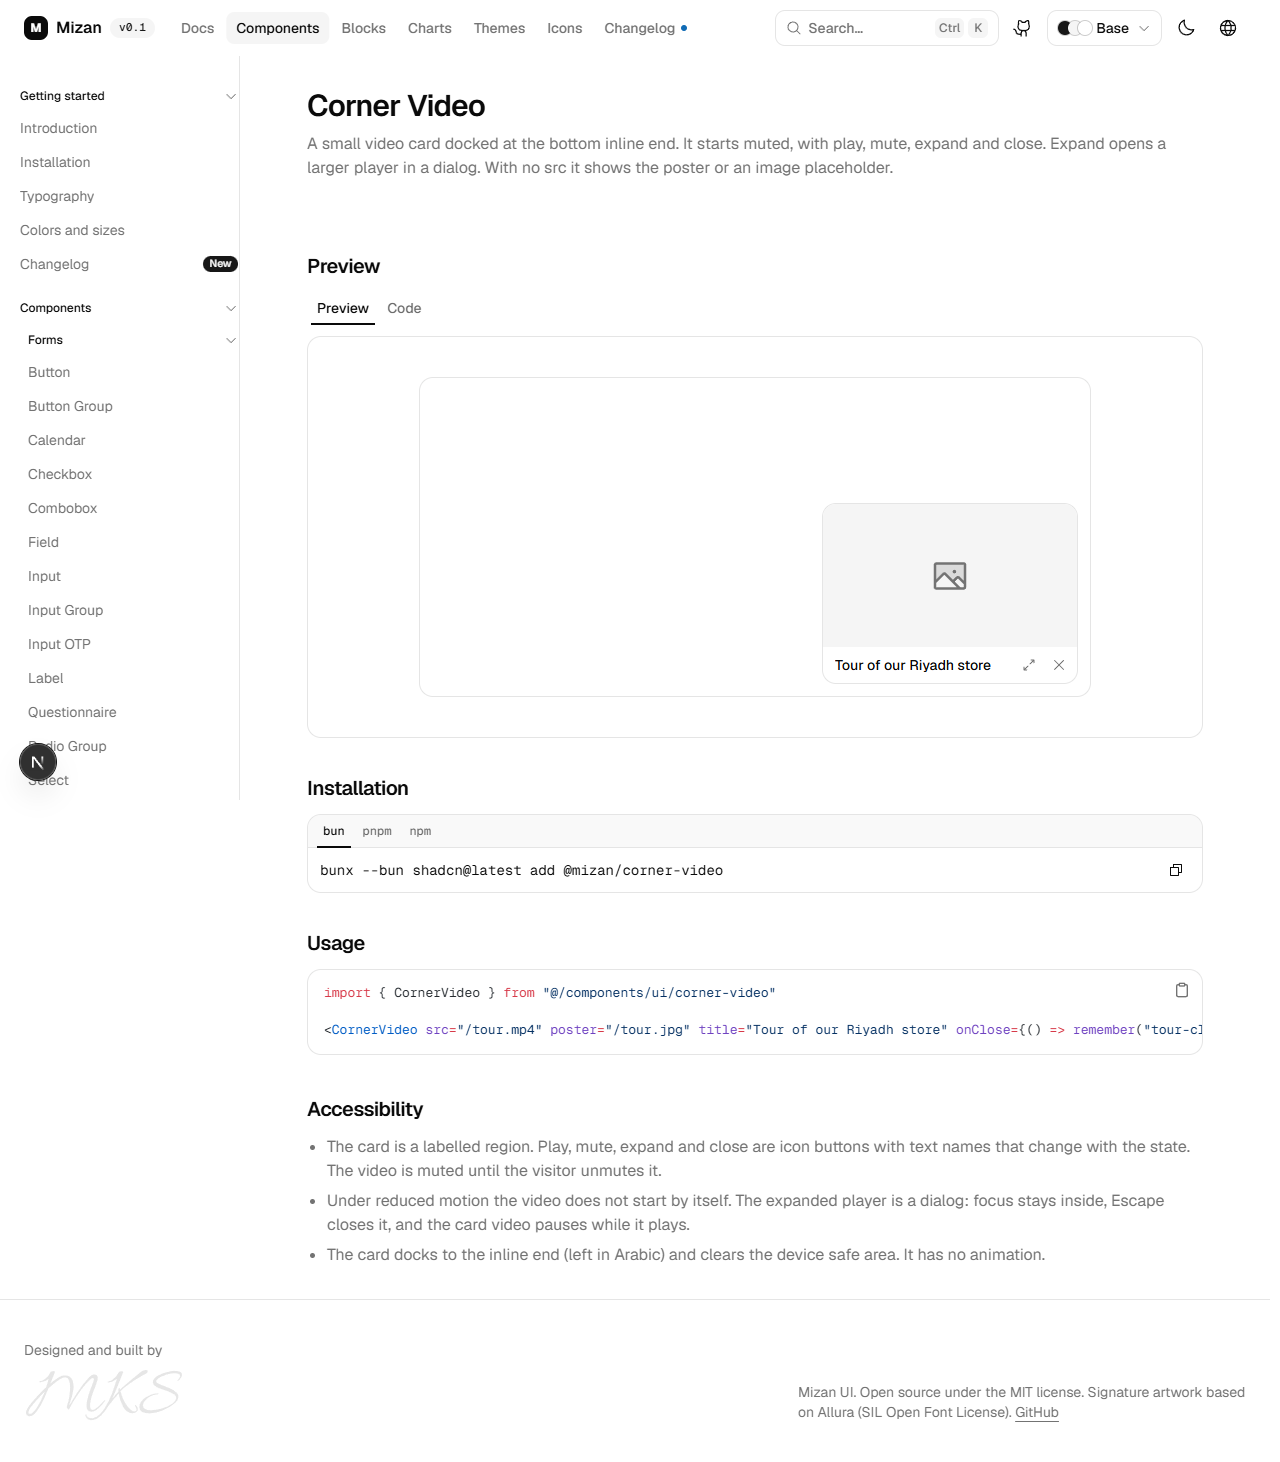 M Mizan v0.1 Docs Components Blocks Charts Themes Icons Changelog Search... Ctrl K Base
Getting started
Introduction
Installation
Typography
Colors and sizes
Changelog New
Components
Forms
Button
Button Group
Calendar
Checkbox
Combobox
Field
Input
Input Group
Input OTP
Label
Questionnaire
Radio Group
N
Select
Corner Video
A small video card docked at the bottom inline end. It starts muted, with play, mute, expand and close. Expand opens a
larger player in a dialog. With no src it shows the poster or an image placeholder.
Preview
Preview Code
Tour of our Riyadh store
Installation
bun pnpm npm
bunx --bun shadcn@latest add @mizan/corner-video
Usage
import { CornerVideo } from "@/components/ui/corner-video"
<CornerVideo src="/tour.mp4" poster="/tour.jpg" title="Tour of our Riyadh store" onClose={() => remember("tour-cl
Accessibility
• The card is a labelled region. Play, mute, expand and close are icon buttons with text names that change with the state.
The video is muted until the visitor unmutes it.
• Under reduced motion the video does not start by itself. The expanded player is a dialog: focus stays inside, Escape
closes it, and the card video pauses while it plays.
• The card docks to the inline end (left in Arabic) and clears the device safe area. It has no animation.
Designed and built by
MKS
Mizan UI. Open source under the MIT license. Signature artwork based
on Allura (SIL Open Font License). GitHub